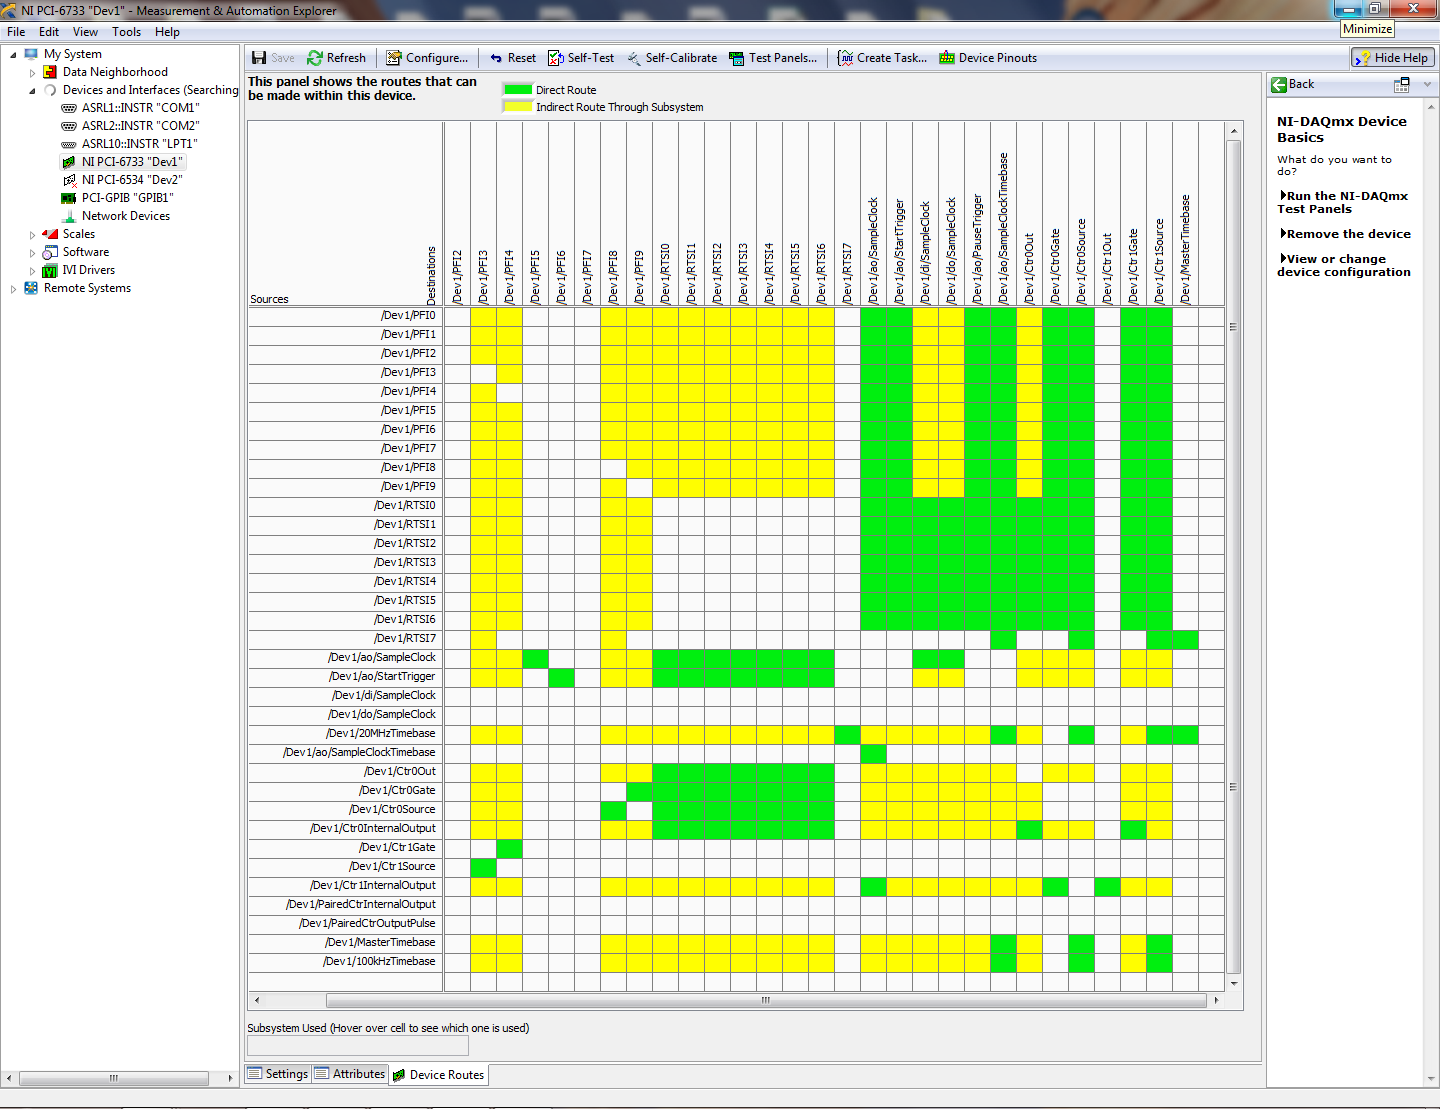 NI PCI-6733 "Dev1" - Measurement & Automation Explorer
Minimize
File Edit View Tools Help
Save Refresh Configure... Reset Self-Test Self-Calibrate Test Panels... Create Task... Device Pinouts Hide Help
My System
Data Neighborhood
Devices and Interfaces (Searching
ASRL1::INSTR "COM1"
ASRL2::INSTR "COM2"
ASRL10::INSTR "LPT1"
NI PCI-6733 "Dev1"
NI PCI-6534 "Dev2"
PCI-GPIB "GPIB1"
Network Devices
Scales
Software
IVI Drivers
Remote Systems
This panel shows the routes that can
be made within this device.
Direct Route
Indirect Route Through Subsystem
Sources
Destinations
/Dev1/PFI2
/Dev1/PFI3
/Dev1/PFI4
/Dev1/PFI5
/Dev1/PFI6
/Dev1/PFI7
/Dev1/PFI8
/Dev1/PFI9
/Dev1/RTSI0
/Dev1/RTSI1
/Dev1/RTSI2
/Dev1/RTSI3
/Dev1/RTSI4
/Dev1/RTSI5
/Dev1/RTSI6
/Dev1/RTSI7
/Dev1/ao/SampleClock
/Dev1/ao/StartTrigger
/Dev1/di/SampleClock
/Dev1/do/SampleClock
/Dev1/ao/PauseTrigger
/Dev1/ao/SampleClockTimebase
/Dev1/Ctr0Out
/Dev1/Ctr0Gate
/Dev1/Ctr0Source
/Dev1/Ctr1Out
/Dev1/Ctr1Gate
/Dev1/Ctr1Source
/Dev1/MasterTimebase
/Dev1/PFI0
/Dev1/PFI1
/Dev1/PFI2
/Dev1/PFI3
/Dev1/PFI4
/Dev1/PFI5
/Dev1/PFI6
/Dev1/PFI7
/Dev1/PFI8
/Dev1/PFI9
/Dev1/RTSI0
/Dev1/RTSI1
/Dev1/RTSI2
/Dev1/RTSI3
/Dev1/RTSI4
/Dev1/RTSI5
/Dev1/RTSI6
/Dev1/RTSI7
/Dev1/ao/SampleClock
/Dev1/ao/StartTrigger
/Dev1/di/SampleClock
/Dev1/do/SampleClock
/Dev1/20MHzTimebase
/Dev1/ao/SampleClockTimebase
/Dev1/Ctr0Out
/Dev1/Ctr0Gate
/Dev1/Ctr0Source
/Dev1/Ctr0InternalOutput
/Dev1/Ctr1Gate
/Dev1/Ctr1Source
/Dev1/Ctr1InternalOutput
/Dev1/PairedCtrInternalOutput
/Dev1/PairedCtrOutputPulse
/Dev1/MasterTimebase
/Dev1/100kHzTimebase
Subsystem Used (Hover over cell to see which one is used)
Settings Attributes Device Routes
Back
NI-DAQmx Device
Basics
What do you want to
do?
Run the NI-DAQmx
Test Panels
Remove the device
View or change
device configuration